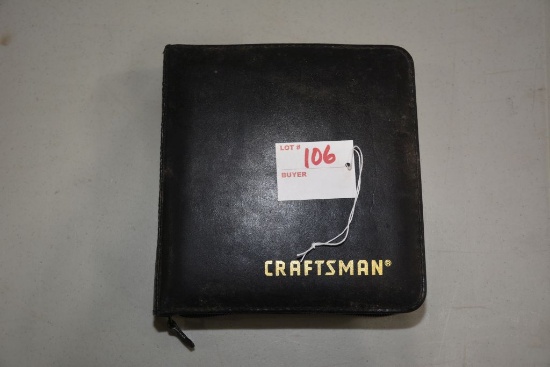 LOT # 106
BUYER
CRAFTSMAN®